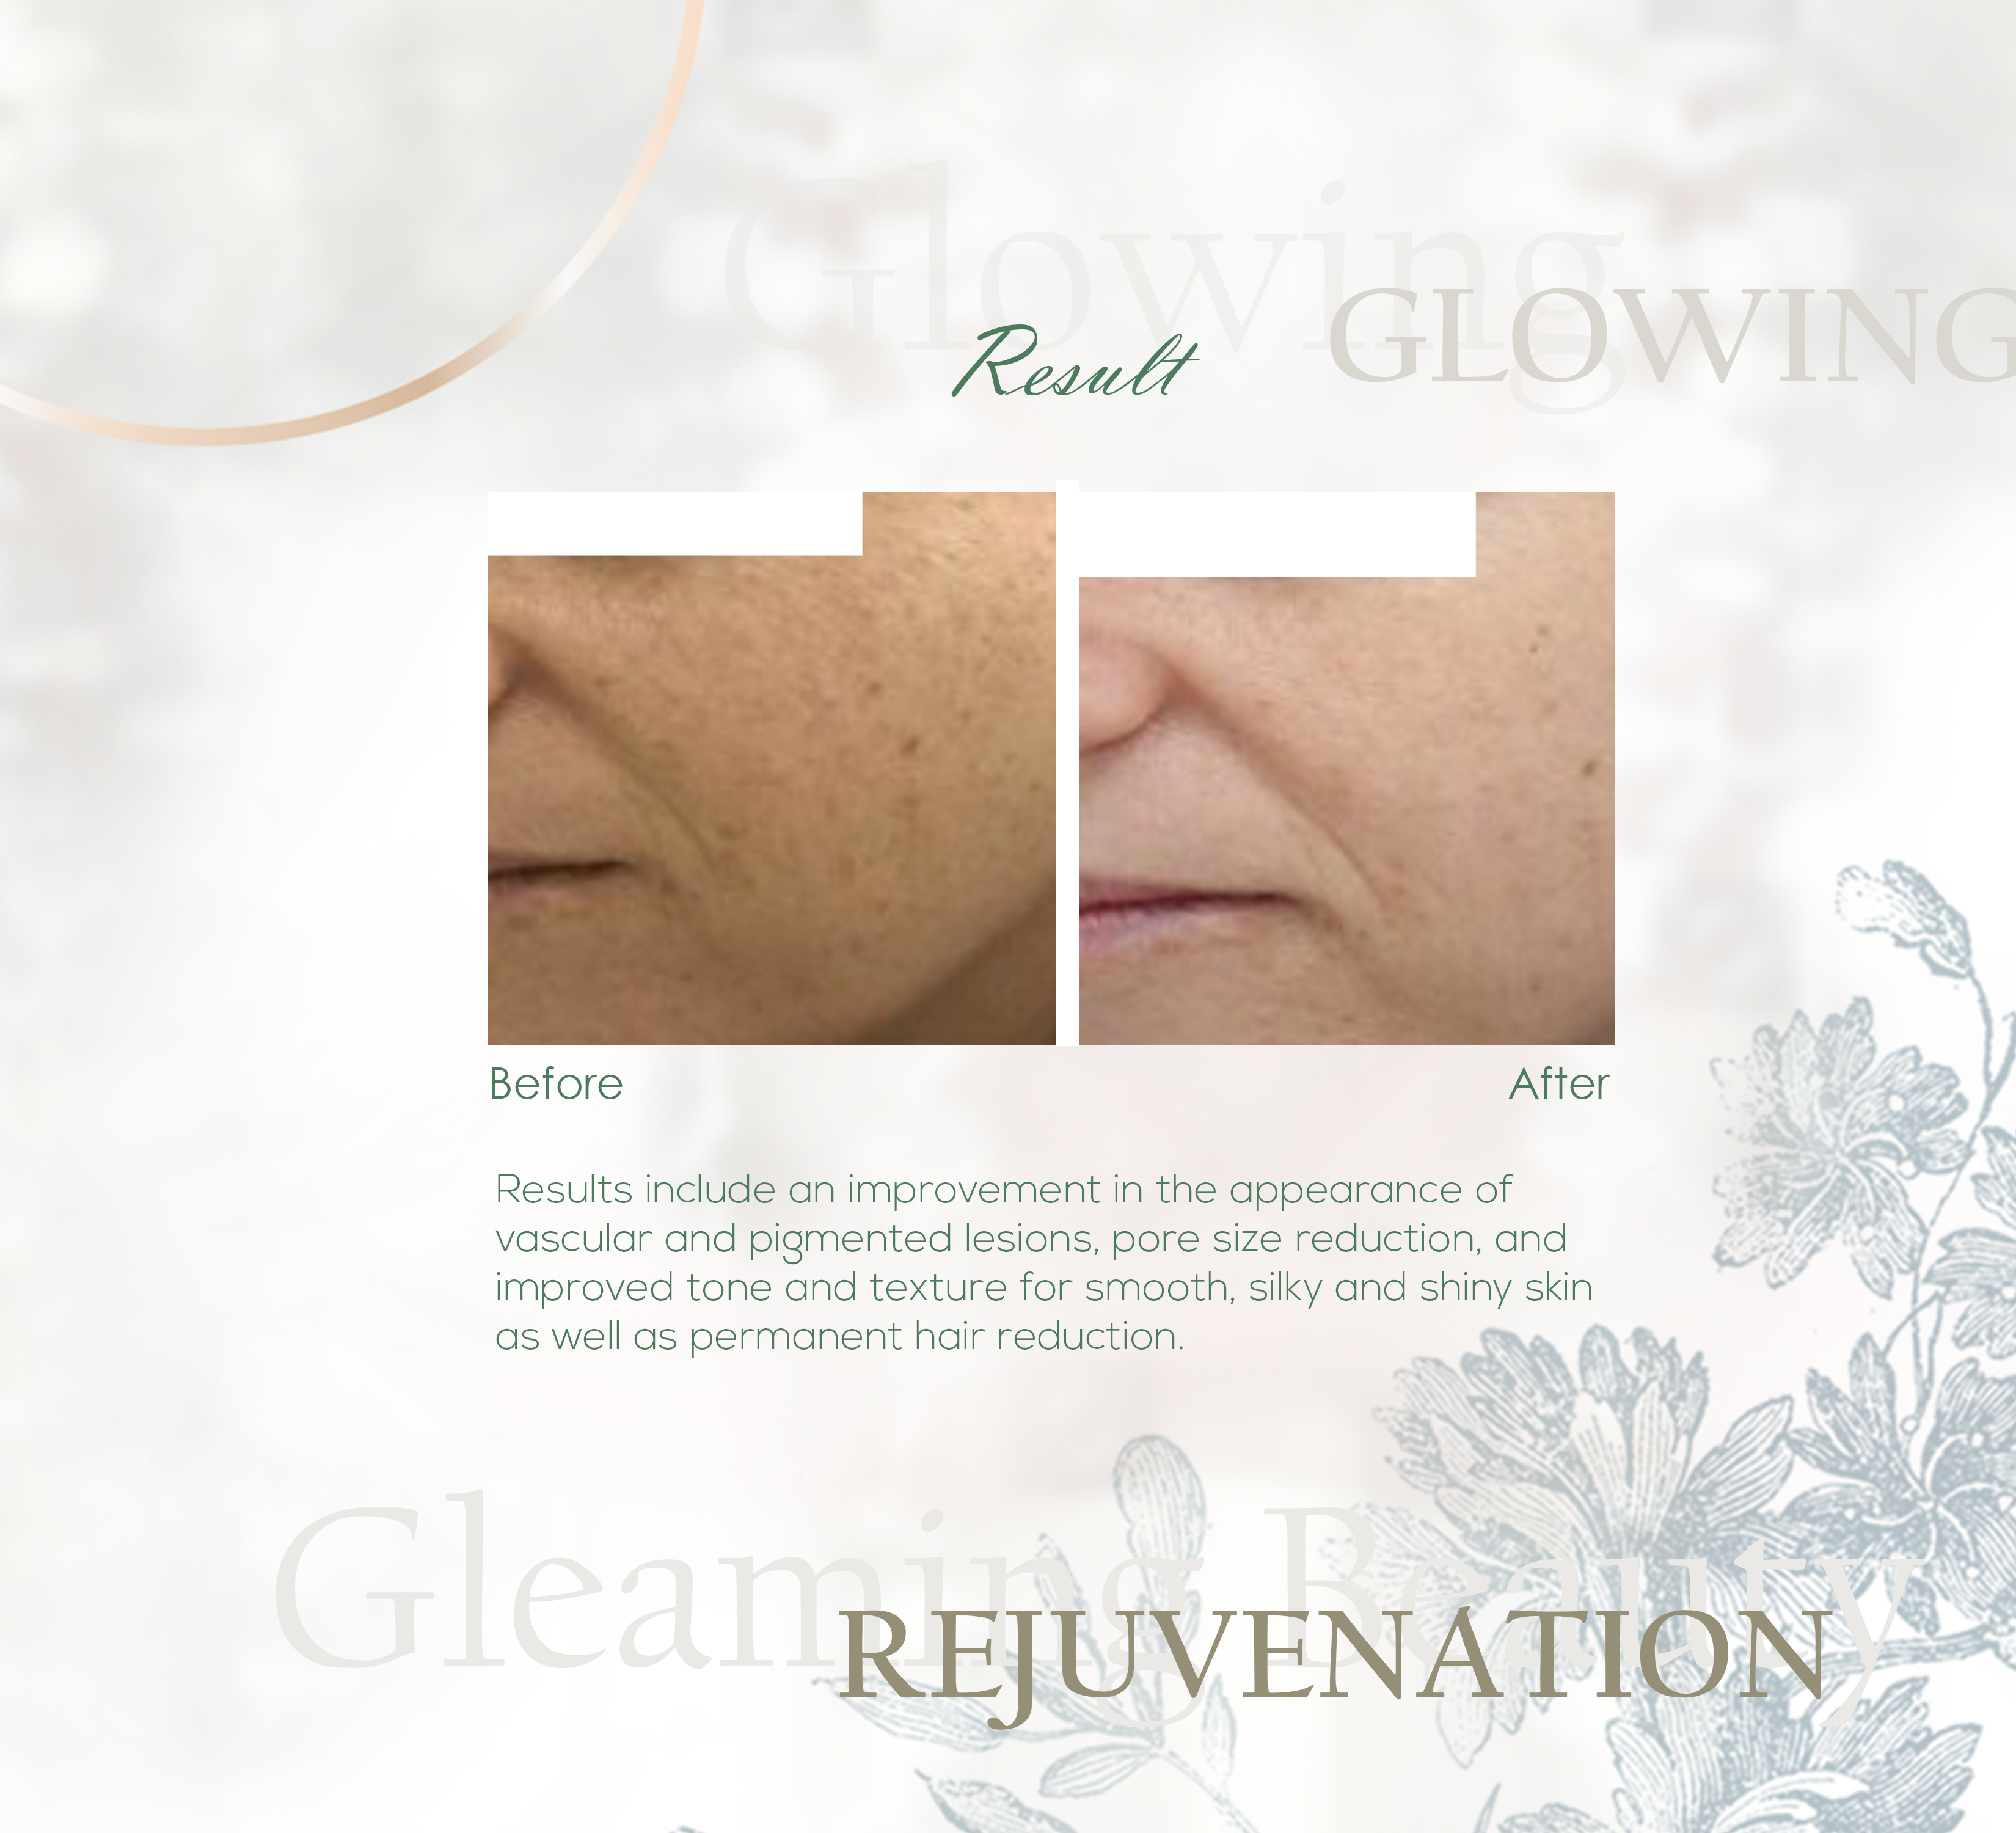 Glowing
GLOWING
Result
Before
After
Results include an improvement in the appearance of
vascular and pigmented lesions, pore size reduction, and
improved tone and texture for smooth, silky and shiny skin
as well as permanent hair reduction.
Gleaming Beauty
REJUVENATION